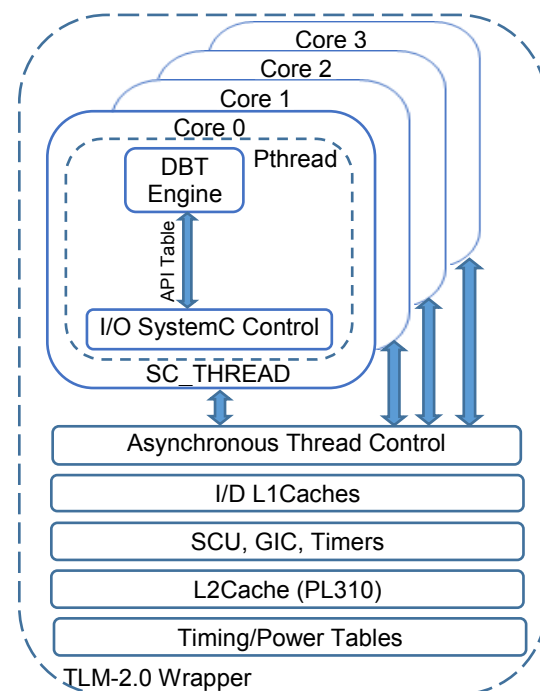 Core 3
Core 2
Core 1
Core 0
Pthread
DBT
Engine
API Table
I/O SystemC Control
SC_THREAD
Asynchronous Thread Control
I/D L1Caches
SCU, GIC, Timers
L2Cache (PL310)
Timing/Power Tables
TLM-2.0 Wrapper